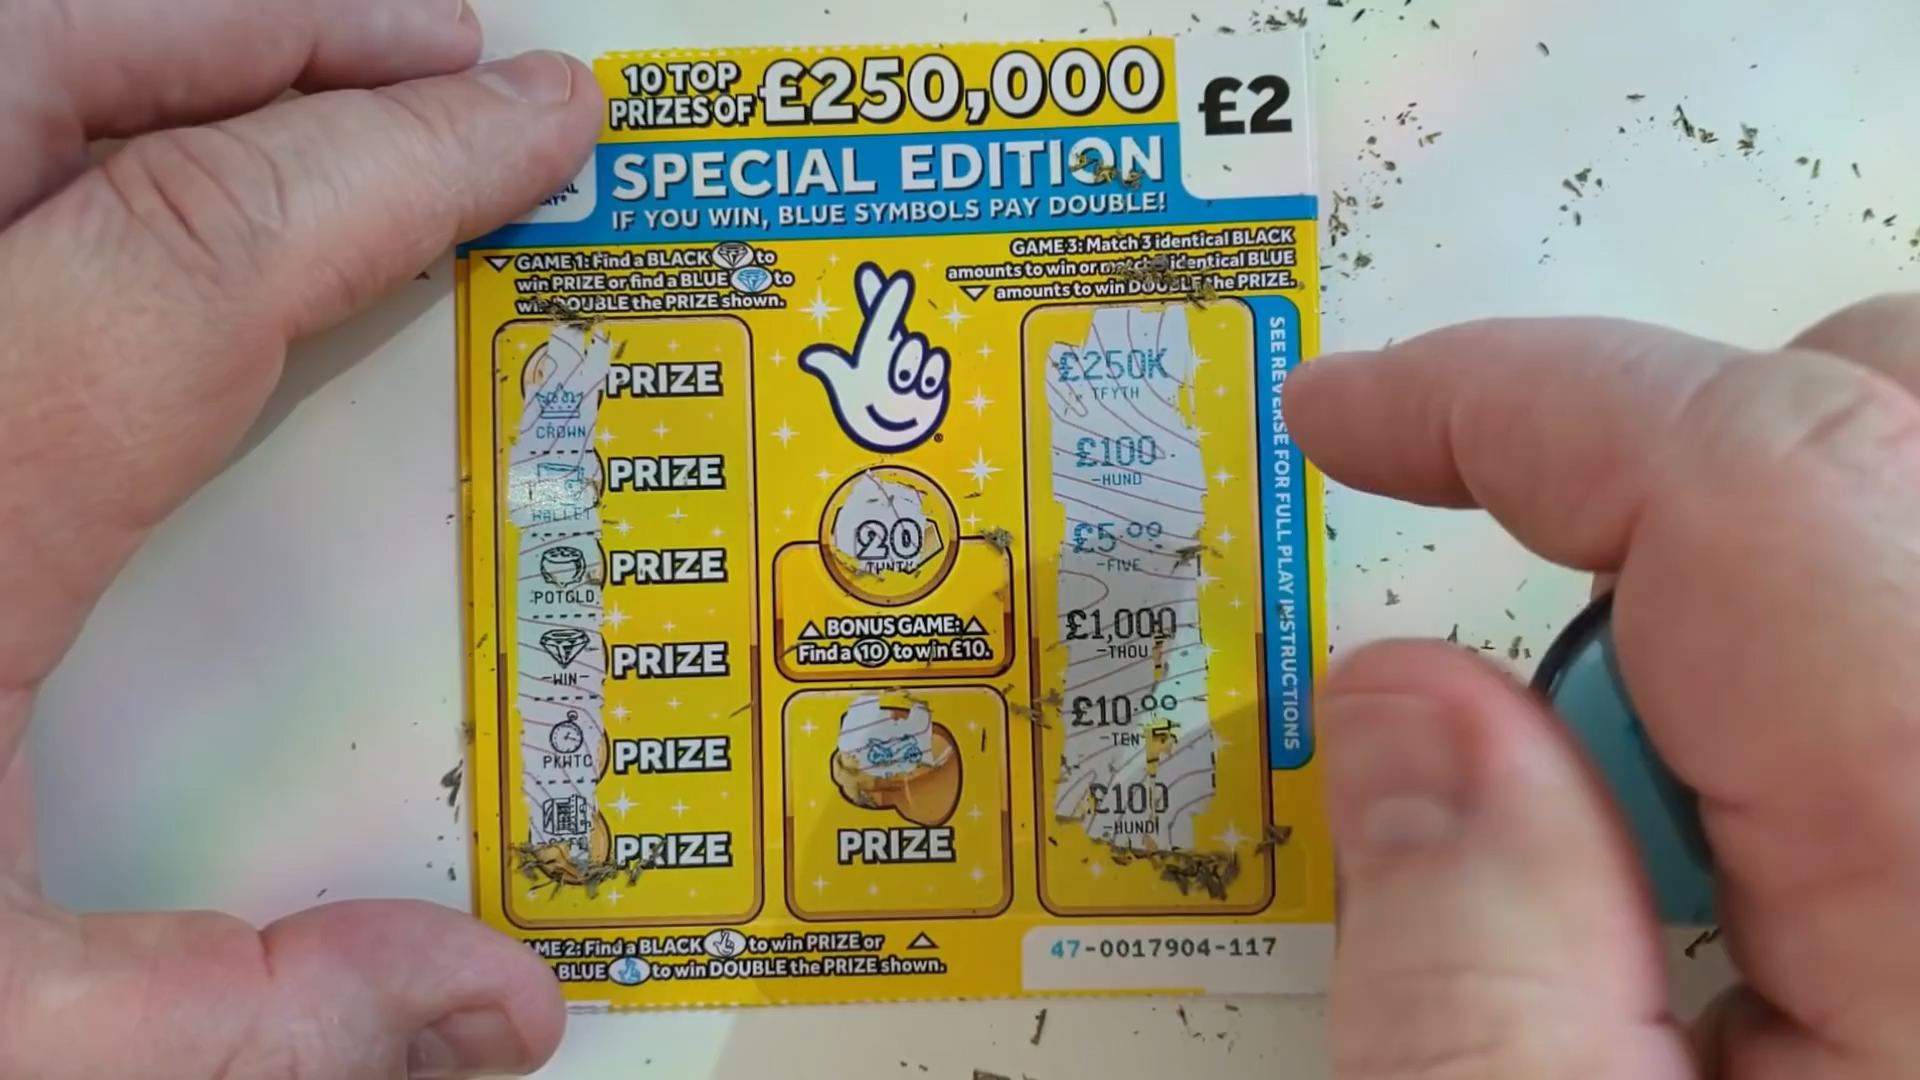 10 TOP
PRIZES OF £250,000
£2
SPECIAL EDITION
IF YOU WIN, BLUE SYMBOLS PAY DOUBLE!
GAME 1: Find a BLACK to
win PRIZE or find a BLUE to
win DOUBLE the PRIZE shown.
GAME 3: Match 3 identical BLACK
amounts to win or match 3 identical BLUE
amounts to win DOUBLE the PRIZE.
SEE REVERSE FOR FULL PLAY INSTRUCTIONS
CROWN
PRIZE
WALLET
PRIZE
POTGLD
PRIZE
-WIN-
PRIZE
PKWTC
PRIZE
PRIZE
20
TWNTY
BONUS GAME:
Find a 10 to win £10.
PRIZE
£250K
TFYTH
£100
-HUND
£5.00
-FIVE
£1,000
-THOU
£10.00
-TEN
£100
-HUND
AME 2: Find a BLACK to win PRIZE or
BLUE to win DOUBLE the PRIZE shown.
47-0017904-117